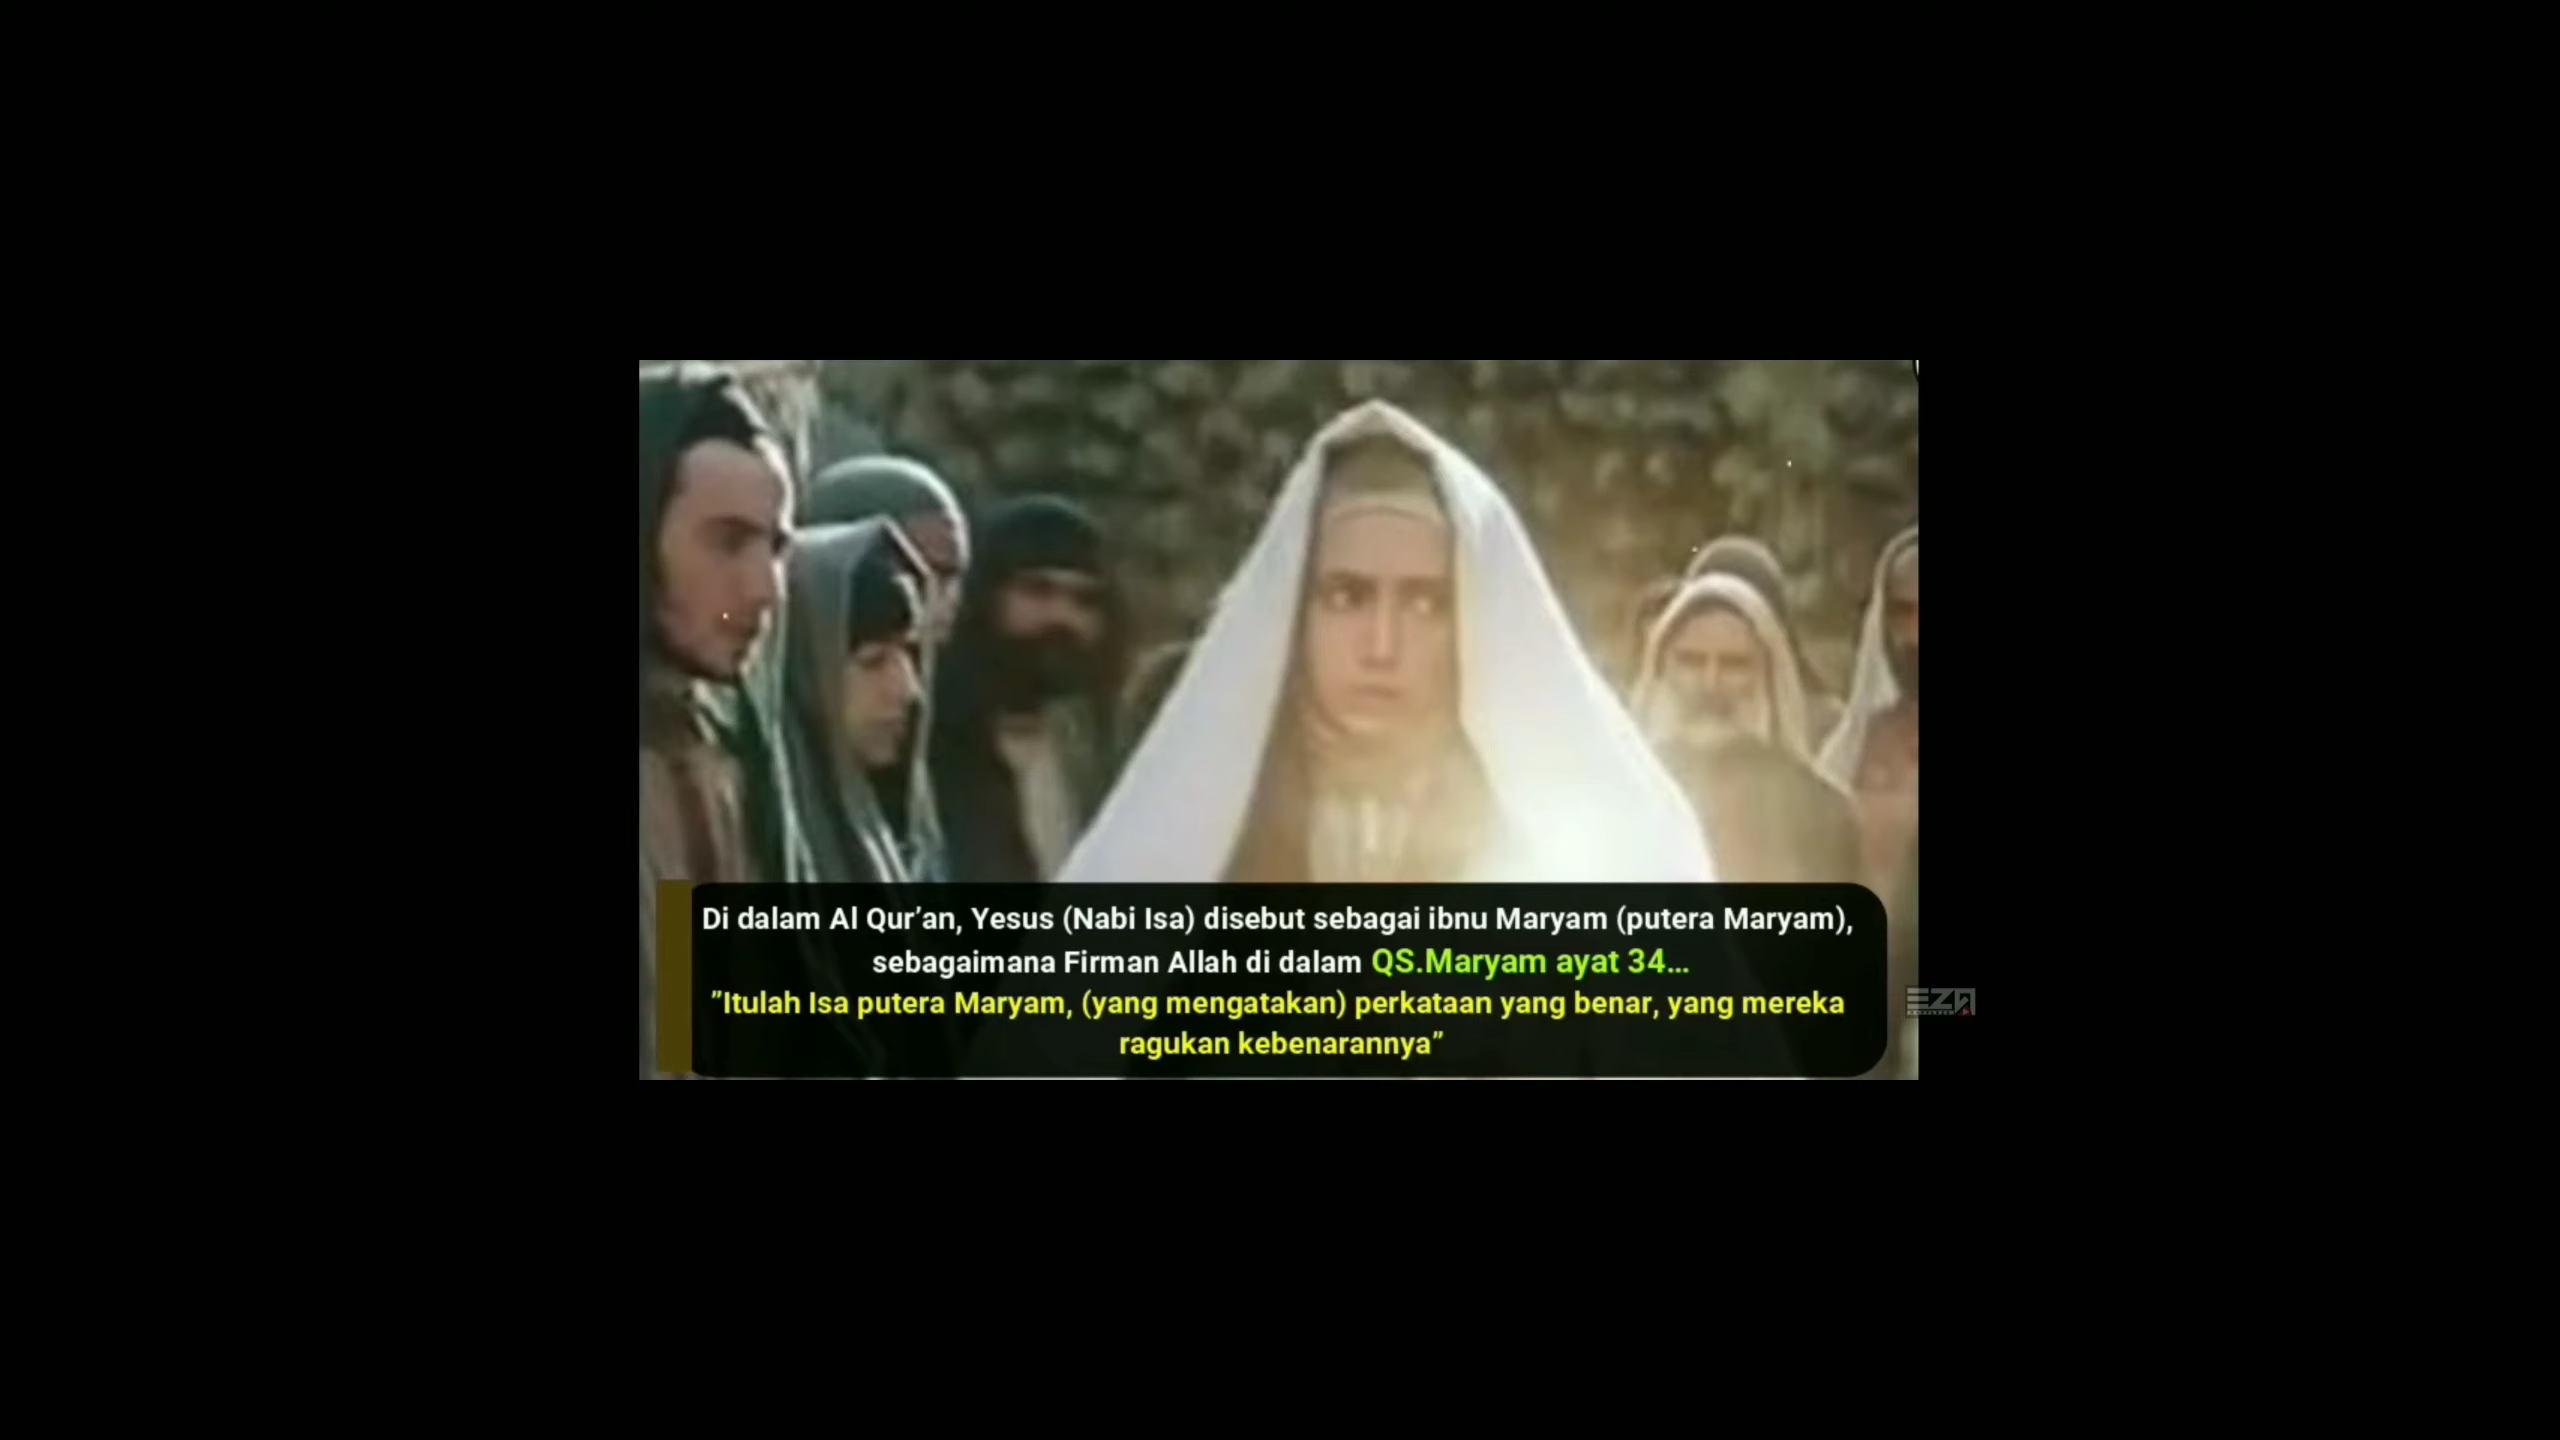 Di dalam Al Qur’an, Yesus (Nabi Isa) disebut sebagai ibnu Maryam (putera Maryam),
sebagaimana Firman Allah di dalam QS.Maryam ayat 34...
”Itulah Isa putera Maryam, (yang mengatakan) perkataan yang benar, yang mereka
ragukan kebenarannya”
EZA